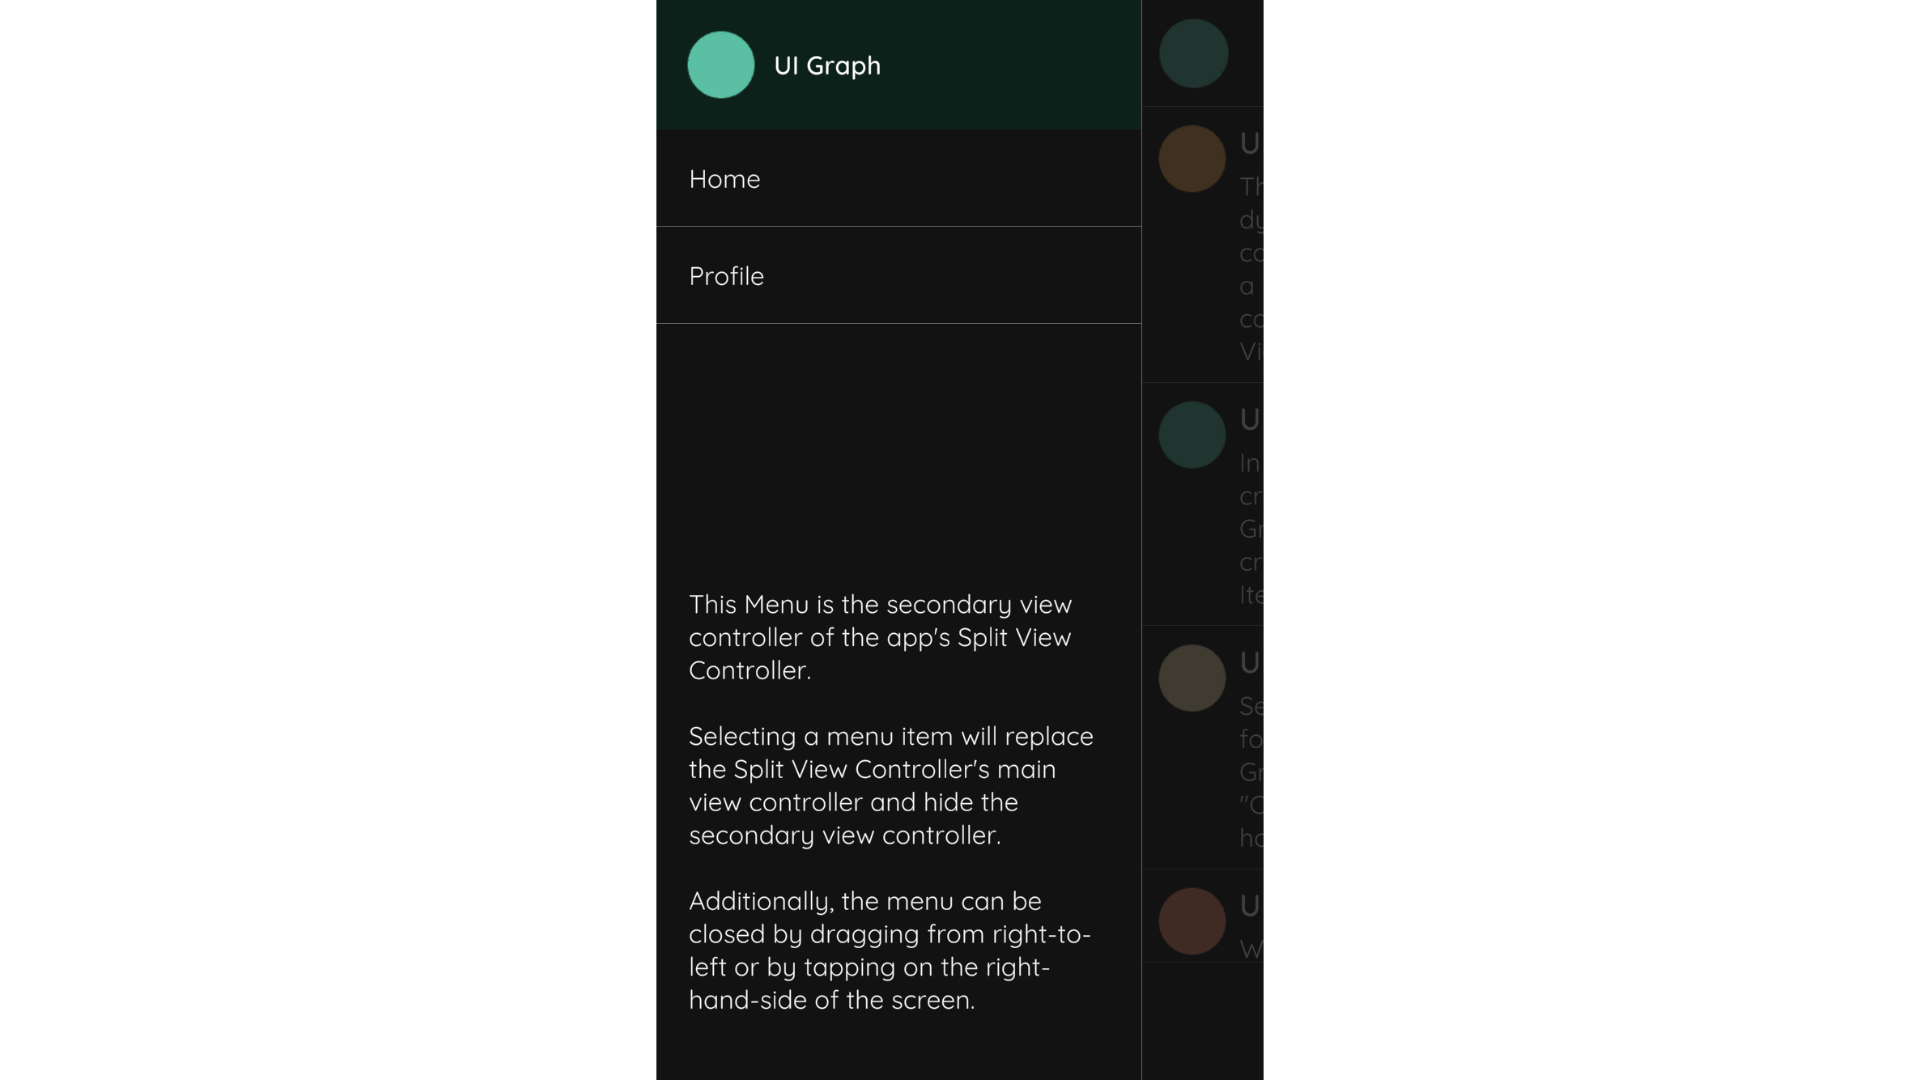 UI Graph
Home
Profile
This Menu is the secondary view
controller of the app's Split View
Controller.
Selecting a menu item will replace
the Split View Controller's main
view controller and hide the
secondary view controller.
Additionally, the menu can be
closed by dragging from right-to-
left or by tapping on the right-
hand-side of the screen.
U
Th
dy
co
a
co
Vi
U
In
cr
Gr
cr
Ite
U
Se
fo
Gr
"C
ho
U
W